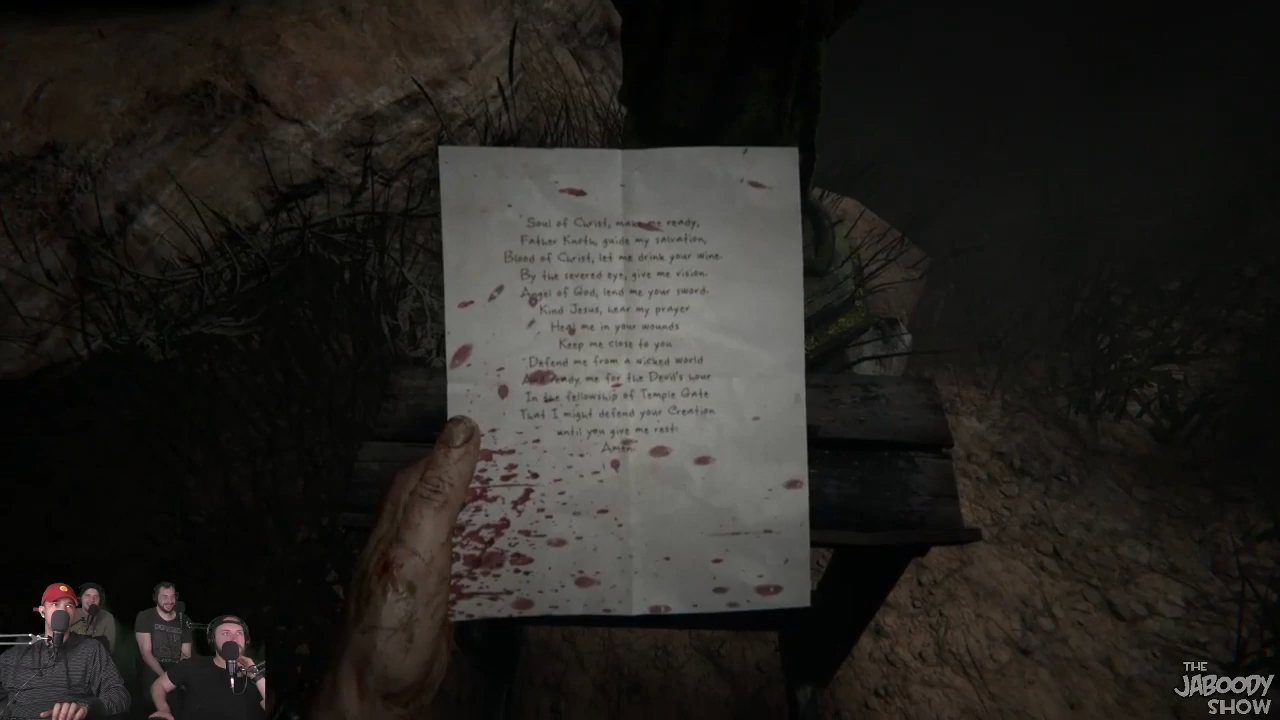 Soul of Christ, make me ready,
Father Knoth, guide my salvation,
Blood of Christ, let me drink your wine.
By the severed eye, give me vision.
Angel of God, lend me your sword.
Kind Jesus, hear my prayer
Heal me in your wounds
Keep me close to you
Defend me from a wicked world
And ready me for the Devil's hour
In the fellowship of Temple Gate
That I might defend your Creation
until you give me rest:
Amen.
THE
JABOODY
SHOW